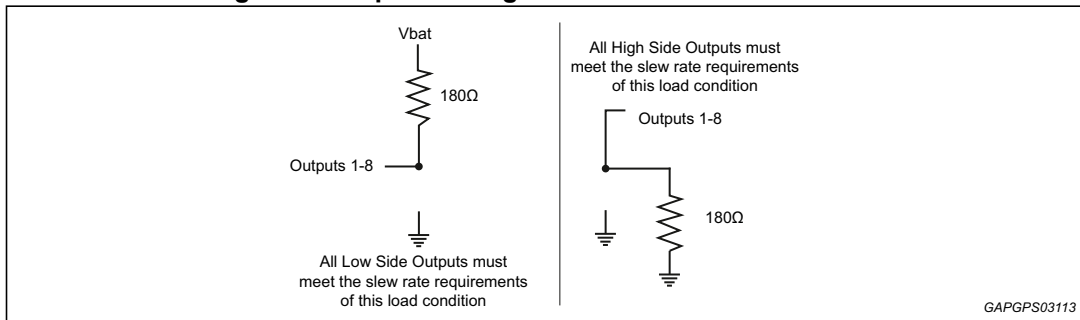 Vbat
180Ω
Outputs 1-8
All Low Side Outputs must
meet the slew rate requirements
of this load condition
All High Side Outputs must
meet the slew rate requirements
of this load condition
Outputs 1-8
180Ω
GAPGPS03113